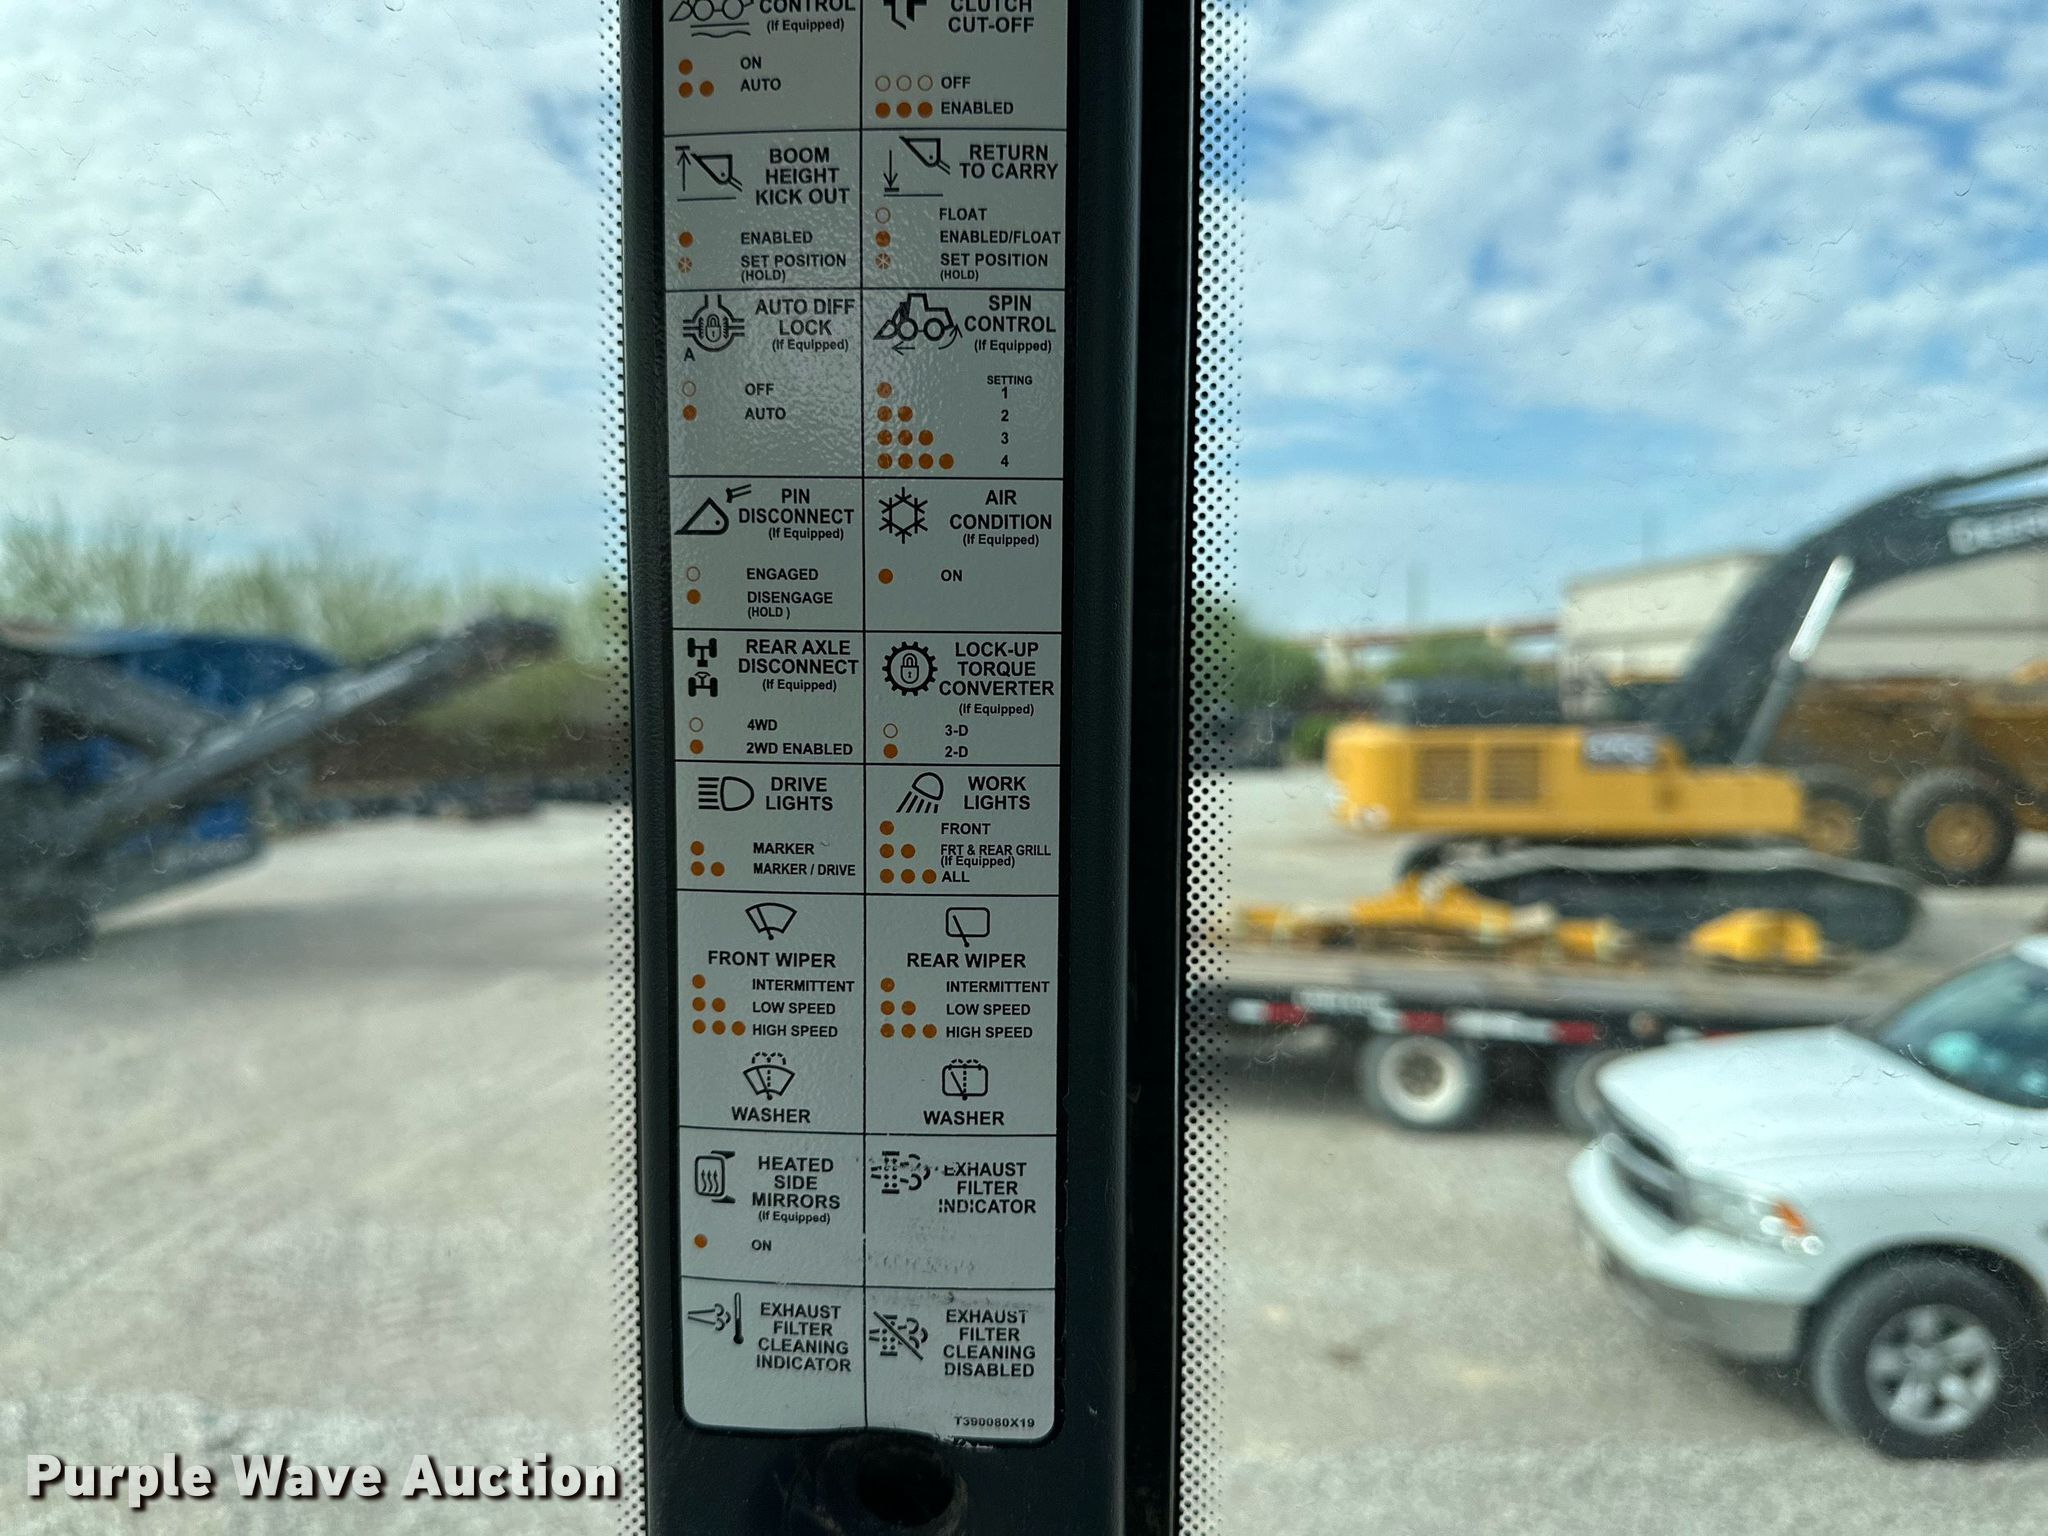 CONTROL
(If Equipped)
ON
AUTO
CLUTCH
CUT-OFF
OFF
ENABLED
BOOM
HEIGHT
KICK OUT
ENABLED
SET POSITION
(HOLD)
RETURN
TO CARRY
FLOAT
ENABLED/FLOAT
SET POSITION
(HOLD)
AUTO DIFF
LOCK
(If Equipped)
A
OFF
AUTO
SPIN
CONTROL
(If Equipped)
SETTING
1
2
3
4
PIN
DISCONNECT
(If Equipped)
ENGAGED
DISENGAGE
(HOLD )
AIR
CONDITION
(If Equipped)
ON
REAR AXLE
DISCONNECT
(If Equipped)
4WD
2WD ENABLED
LOCK-UP
TORQUE
CONVERTER
(If Equipped)
3-D
2-D
DRIVE
LIGHTS
MARKER
MARKER / DRIVE
WORK
LIGHTS
FRONT
FRT & REAR GRILL
(If Equipped)
ALL
FRONT WIPER
INTERMITTENT
LOW SPEED
HIGH SPEED
WASHER
REAR WIPER
INTERMITTENT
LOW SPEED
HIGH SPEED
WASHER
HEATED
SIDE
MIRRORS
(If Equipped)
ON
EXHAUST
FILTER
INDICATOR
EXHAUST
FILTER
CLEANING
INDICATOR
EXHAUST
FILTER
CLEANING
DISABLED
T390080X19
DEERE
Purple Wave Auction